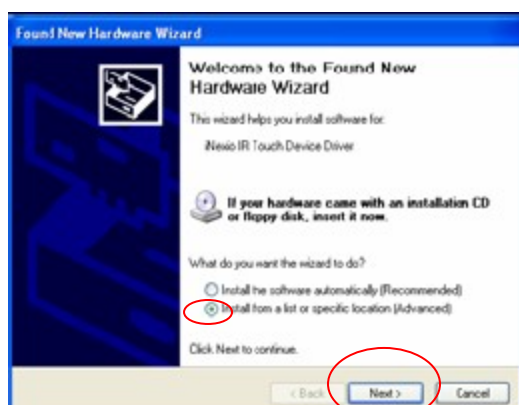 Found New Hardware Wizard
Welcome to the Found New
Hardware Wizard
This wizard helps you install software for:
iNexio IR Touch Device Driver
If your hardware came with an installation CD
or floppy disk, insert it now.
What do you want the wizard to do?
Install the software automatically (Recommended)
Install from a list or specific location (Advanced)
Click Next to continue.
< Back
Next >
Cancel